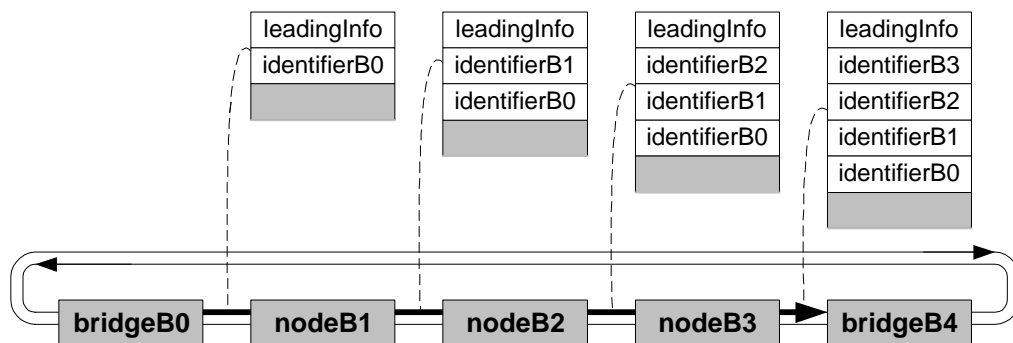 leadingInfo
identifierB0
leadingInfo
identifierB1
identifierB0
leadingInfo
identifierB2
identifierB1
identifierB0
leadingInfo
identifierB3
identifierB2
identifierB1
identifierB0
bridgeB0
nodeB1
nodeB2
nodeB3
bridgeB4